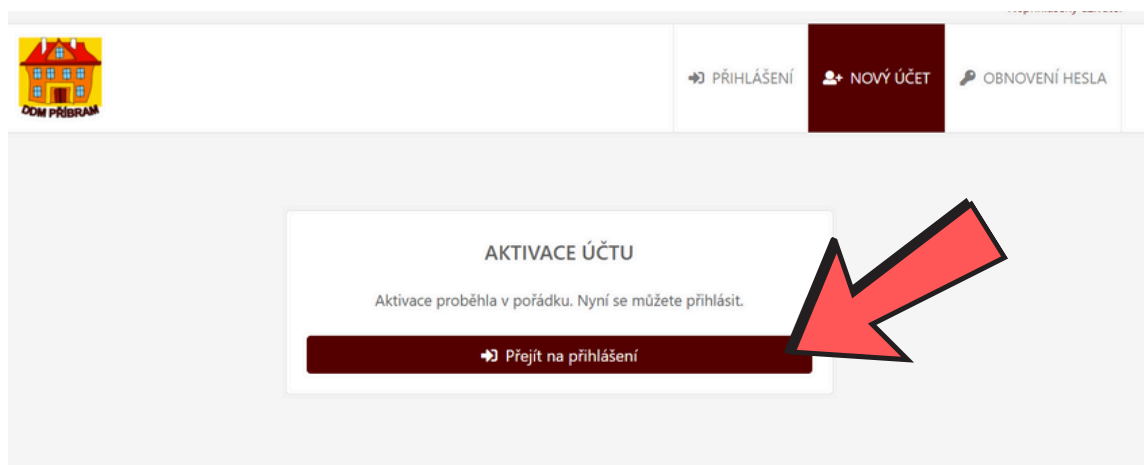 DDM PŘÍBRAM
PŘIHLÁŠENÍ
NOVÝ ÚČET
OBNOVENÍ HESLA
AKTIVACE ÚČTU
Aktivace proběhla v pořádku. Nyní se můžete přihlásit.
Přejít na přihlášení